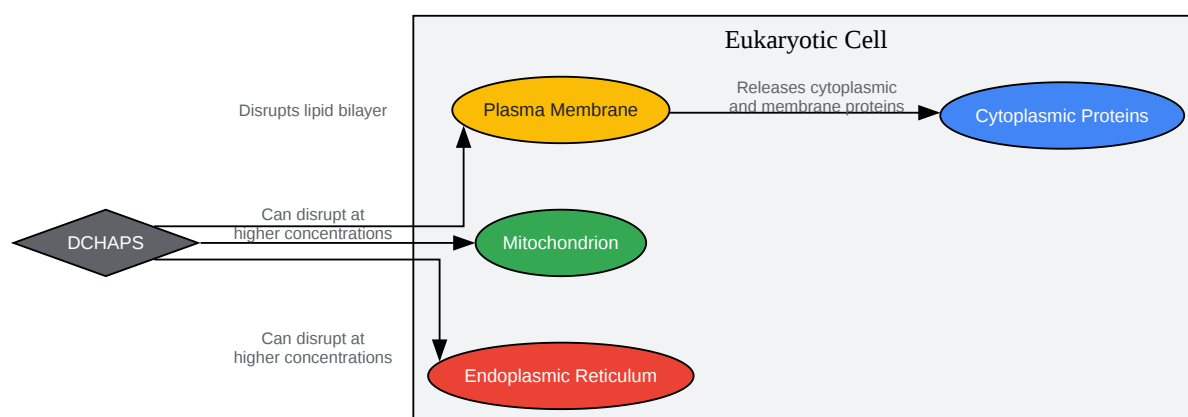 Eukaryotic Cell
Disrupts lipid bilayer
Plasma Membrane
Releases cytoplasmic
and membrane proteins
Cytoplasmic Proteins
Can disrupt at
higher concentrations
DCHAPS
Mitochondrion
Can disrupt at
higher concentrations
Endoplasmic Reticulum